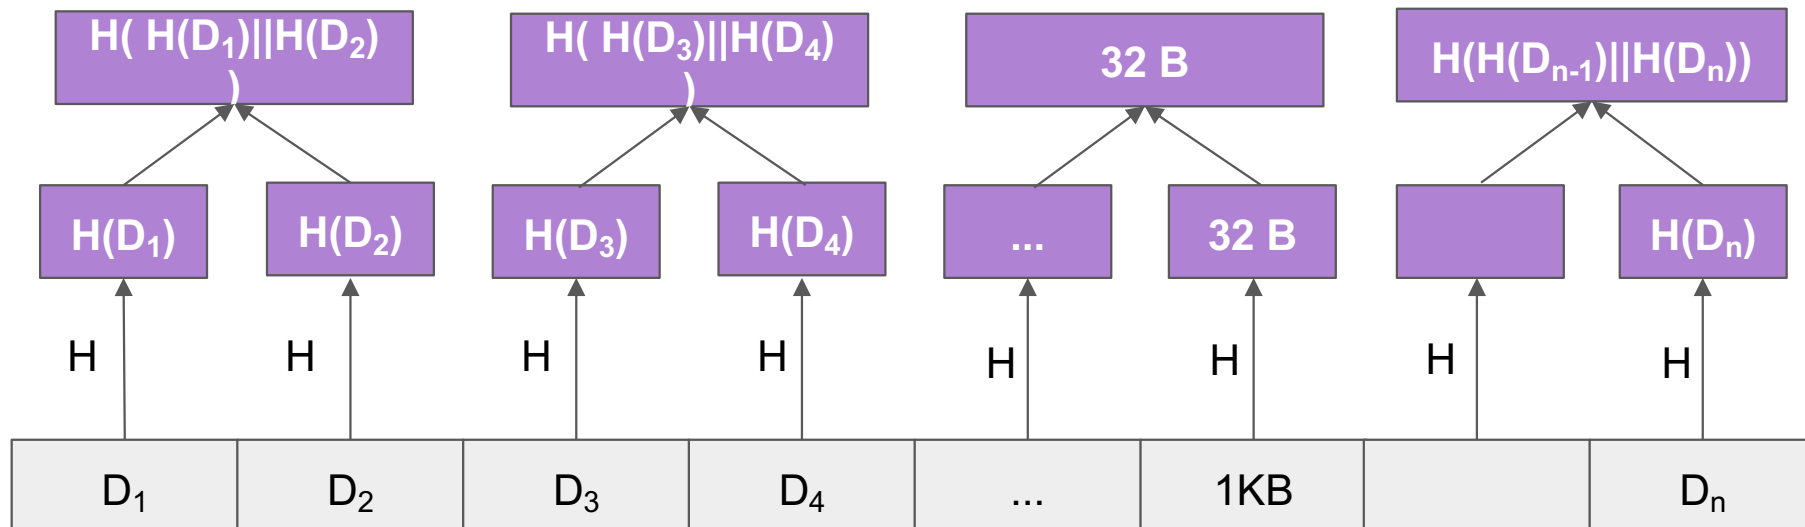 H( H(D₁)||H(D₂)
)
H( H(D₃)||H(D₄)
)
32 B
H(H(Dₙ₋₁)||H(Dₙ))
H(D₁)
H(D₂)
H(D₃)
H(D₄)
...
32 B
H(Dₙ)
H
H
H
H
H
H
H
H
D₁
D₂
D₃
D₄
...
1KB
Dₙ